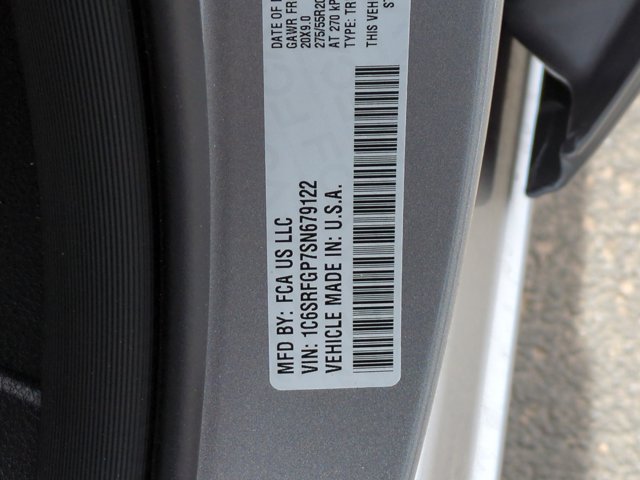 MFD BY: FCA US LLC
VIN: 1C6SRFGP7SN679122
VEHICLE MADE IN: U.S.A.
DATE OF
GAWR FR
20X9.0
275/55R20
AT 270 kP
TYPE: TR
THIS VEH